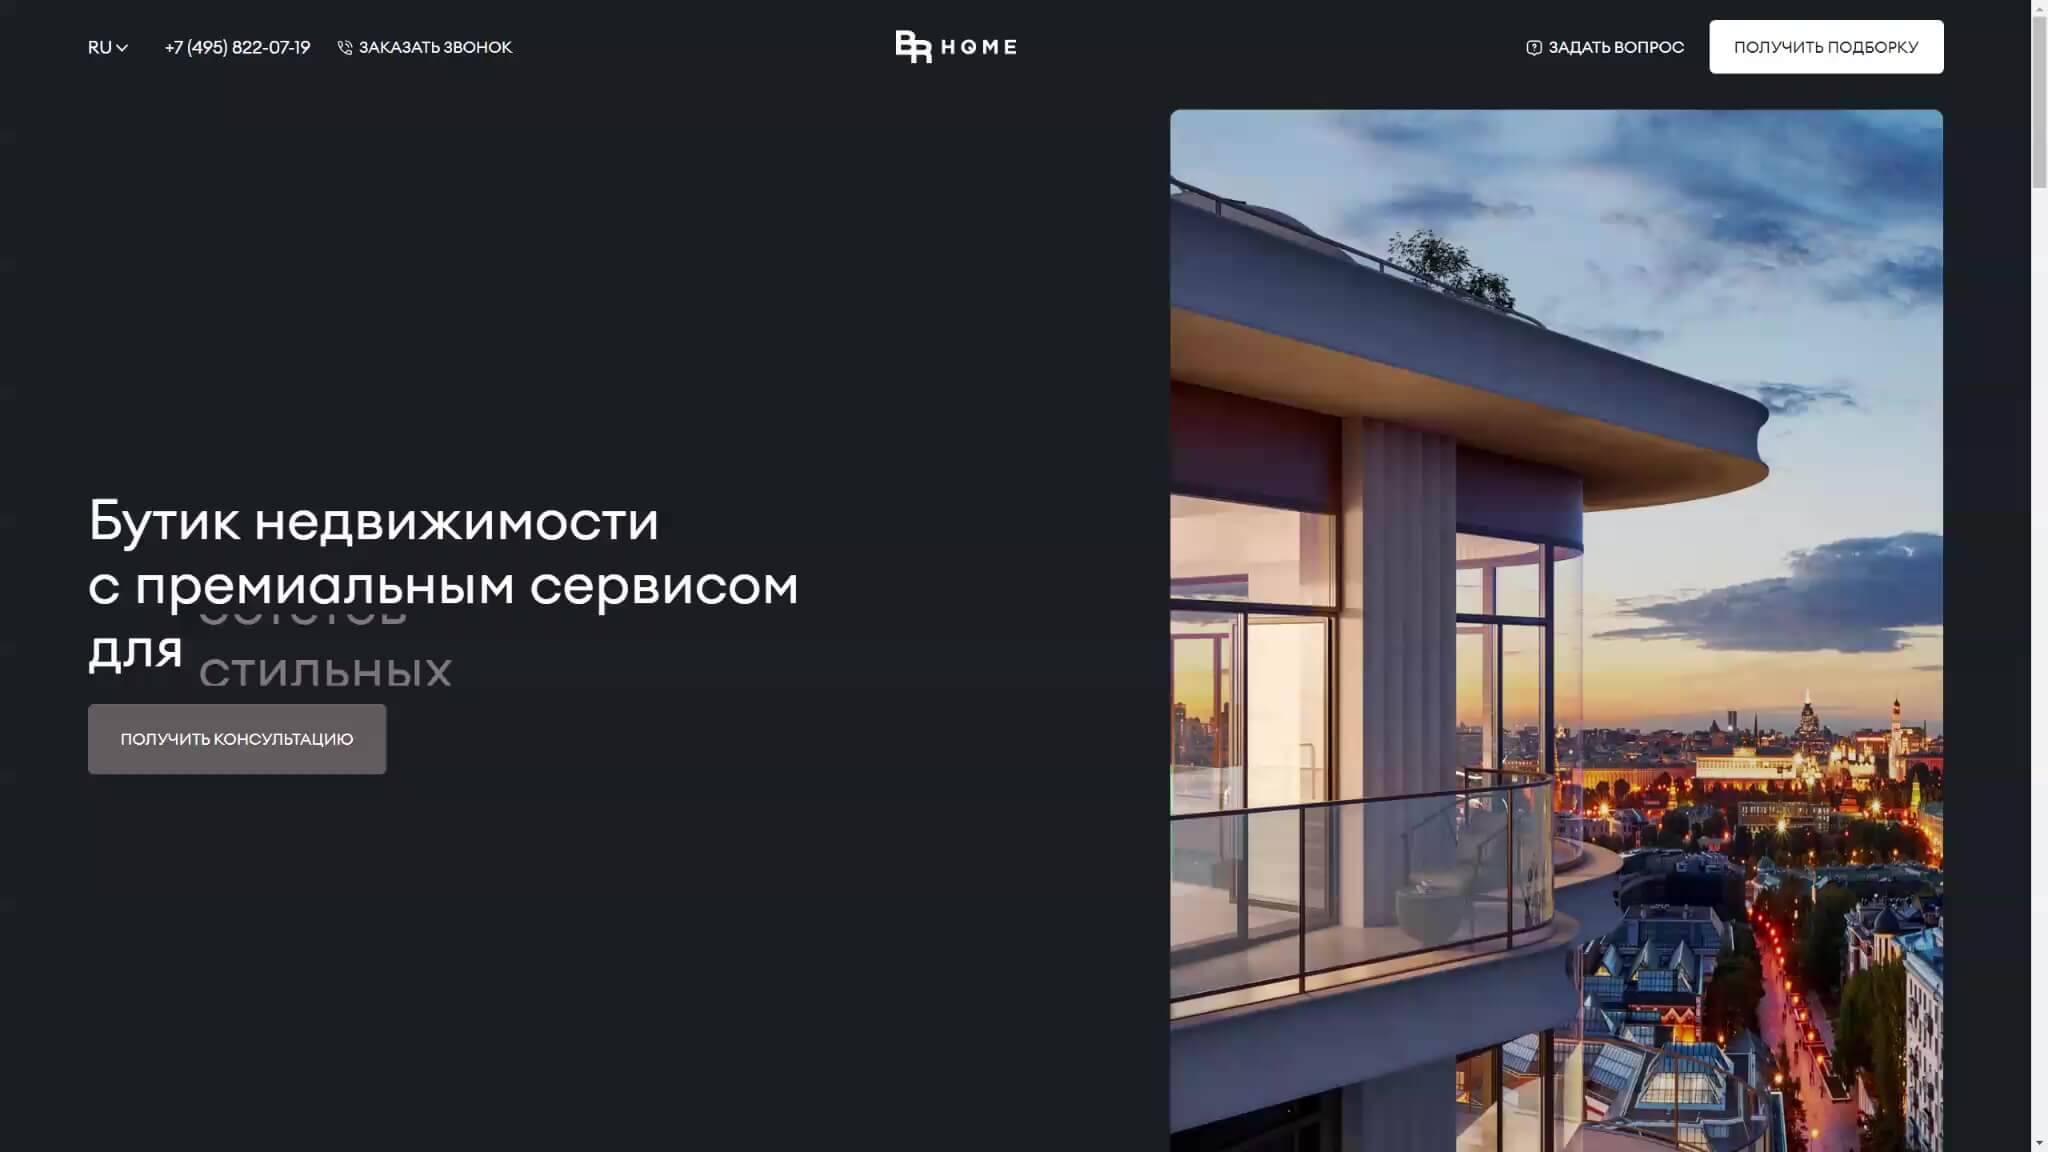 RU
+7 (495) 822-07-19
ЗАКАЗАТЬ ЗВОНОК
BR HOME
ЗАДАТЬ ВОПРОС
ПОЛУЧИТЬ ПОДБОРКУ
Бутик недвижимости
с премиальным сервисом
для
стильных
ПОЛУЧИТЬ КОНСУЛЬТАЦИЮ